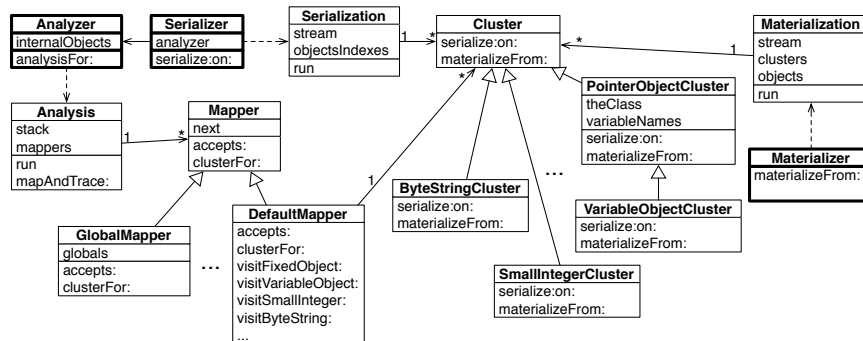 Analyzer
internalObjects
analysisFor:
Serializer
analyzer
serialize:on:
Serialization
stream
objectsIndexes
run
1
*
Cluster
serialize:on:
materializeFrom:
*
*
1
Materialization
stream
clusters
objects
run
Analysis
stack
mappers
run
mapAndTrace:
1
*
Mapper
next
accepts:
clusterFor:
PointerObjectCluster
theClass
variableNames
serialize:on:
materializeFrom:
Materializer
materializeFrom:
...
1
ByteStringCluster
serialize:on:
materializeFrom:
VariableObjectCluster
serialize:on:
materializeFrom:
GlobalMapper
globals
accepts:
clusterFor:
...
DefaultMapper
accepts:
clusterFor:
visitFixedObject:
visitVariableObject:
visitSmallInteger:
visitByteString:
...
SmallIntegerCluster
serialize:on:
materializeFrom: